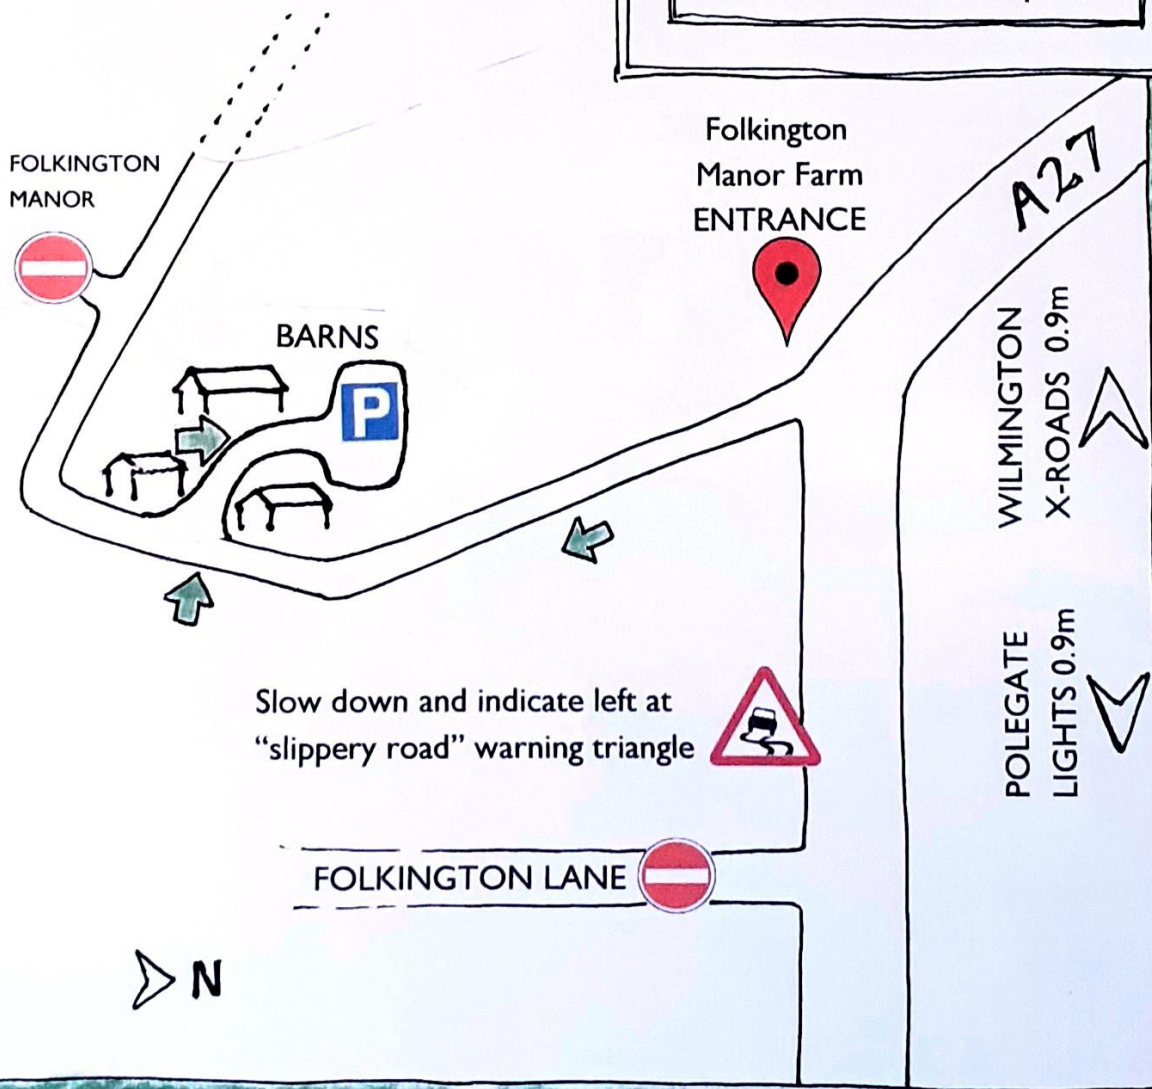 Folkington
Manor Farm
ENTRANCE
A27
FOLKINGTON
MANOR
BARNS
P
WILMINGTON
X-ROADS 0.9m
POLEGATE
LIGHTS 0.9m
Slow down and indicate left at
“slippery road” warning triangle
FOLKINGTON LANE
N